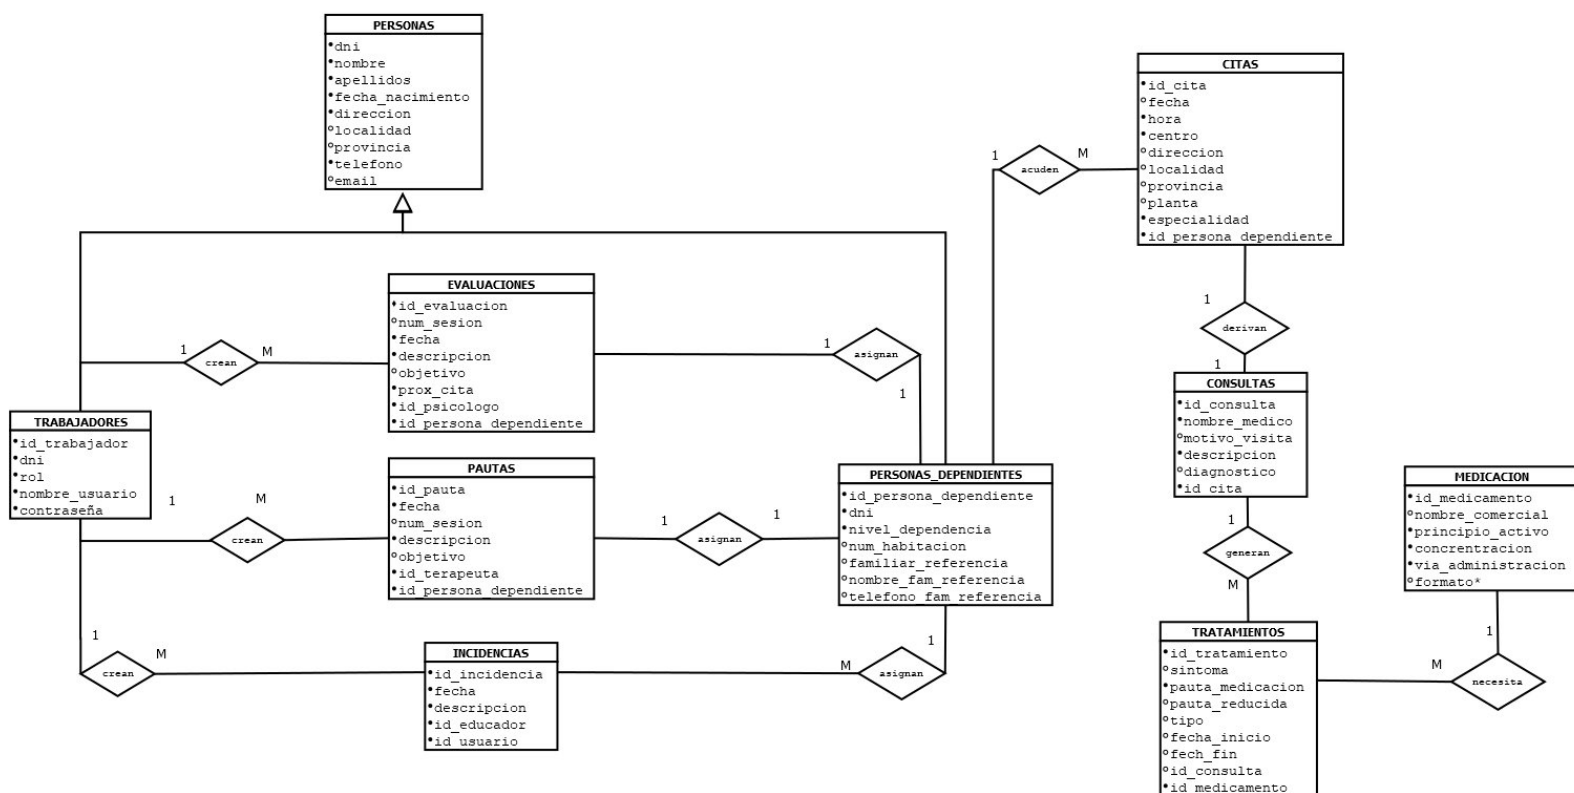 PERSONAS
•dni
•nombre
•apellidos
•fecha_nacimiento
•direccion
°localidad
°provincia
•telefono
°email
CITAS
•id_cita
°fecha
•hora
•centro
°direccion
°localidad
°provincia
°planta
•especialidad
•id_persona_dependiente
1
acuden
M
EVALUACIONES
•id_evaluacion
°num_sesion
•fecha
•descripcion
°objetivo
•prox_cita
•id_psicologo
•id_persona_dependiente
1
crean
M
1
asignan
1
1
derivan
1
TRABAJADORES
•id_trabajador
•dni
•rol
•nombre_usuario
•contraseña
CONSULTAS
•id_consulta
•nombre_medico
°motivo_visita
•descripcion
°diagnostico
•id_cita
PAUTAS
•id_pauta
•fecha
°num_sesion
•descripcion
°objetivo
•id_terapeuta
•id_persona_dependiente
1
crean
M
1
asignan
1
PERSONAS_DEPENDIENTES
•id_persona_dependiente
•dni
•nivel_dependencia
°num_habitacion
°familiar_referencia
°nombre_fam_referencia
°telefono_fam_referencia
MEDICACION
•id_medicamento
°nombre_comercial
•principio_activo
•concrentracion
•via_administracion
°formato*
1
generan
M
1
crean
M
INCIDENCIAS
•id_incidencia
•fecha
•descripcion
•id_educador
•id_usuario
M
asignan
1
TRATAMIENTOS
•id_tratamiento
°sintoma
•pauta_medicacion
°pauta_reducida
°tipo
°fecha_inicio
°fech_fin
°id_consulta
•id_medicamento
M
necesita
1